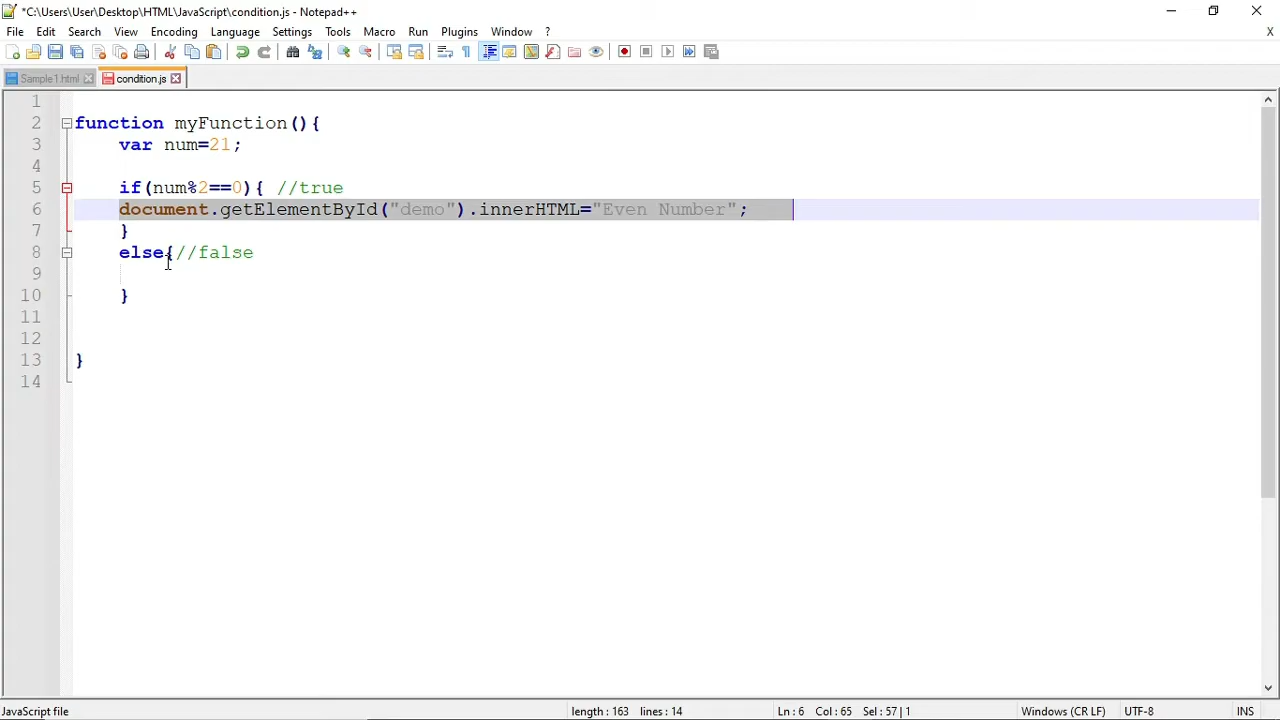 *C:\Users\User\Desktop\HTML\JavaScript\condition.js - Notepad++
File Edit Search View Encoding Language Settings Tools Macro Run Plugins Window ? X
Sample1.html condition.js
1
2 function myFunction(){
3 var num=21;
4
5 if(num%2==0){ //true
6 document.getElementById("demo").innerHTML="Even Number";
7 }
8 else{//false
9
10 }
11
12
13 }
14
JavaScript file length : 163 lines : 14 Ln : 6 Col : 65 Sel : 57 | 1 Windows (CR LF) UTF-8 INS